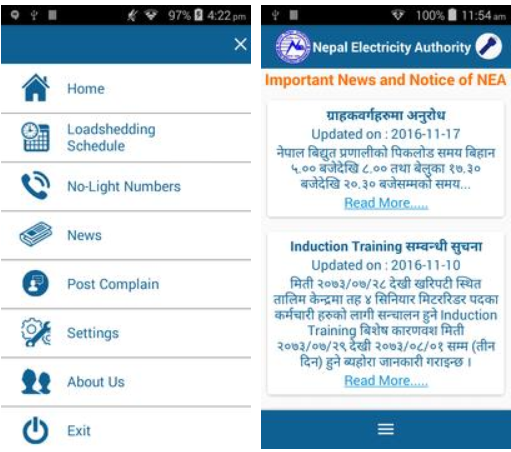 97% 4:22 pm
×
Home
Loadshedding
Schedule
No-Light Numbers
News
Post Complain
Settings
About Us
Exit
100% 11:54 am
Nepal Electricity Authority
Important News and Notice of NEA
ग्राहकवर्गहरुमा अनुरोध
Updated on : 2016-11-17
नेपाल बिद्युत प्रणालीको पिकलोड समय बिहान
५.०० बजेदेखि ८.०० तथा बेलुका १७.३०
बजेदेखि २०.३० बजेसम्मको समय...
Read More.....
Induction Training सम्वन्धी सुचना
Updated on : 2016-11-10
मिती २०७३/०७/२८ देखी खरिपटी स्थित
तालिम केन्द्रमा तह ४ सिनियर मिटररिडर पदका
कर्मचारी हरुको लागी सन्चालन हुने Induction
Training बिशेष कारणवश मिती
२०७३/०७/२९ देखी २०७३/०८/०१ सम्म (तीन
दिन) हुने ब्यहोरा जानकारी गराइन्छ ।
Read More.....